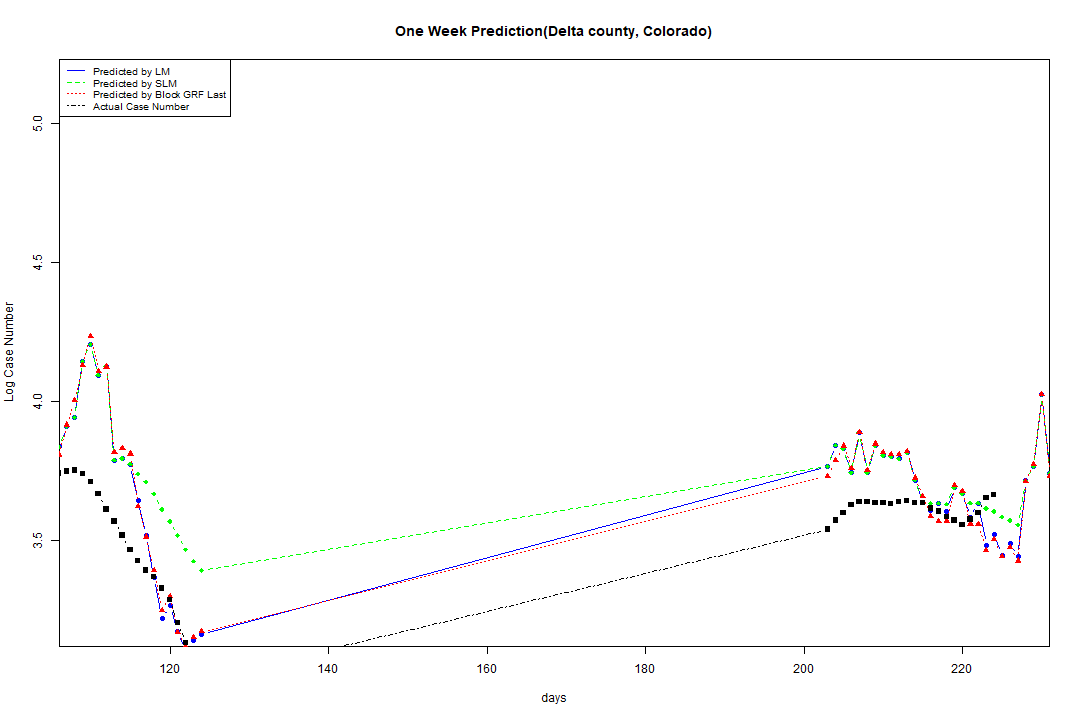 One Week Prediction(Delta county, Colorado)
Predicted by LM
Predicted by SLM
Predicted by Block GRF Last
Actual Case Number
5.0
4.5
4.0
3.5
Log Case Number
120 140 160 180 200 220
days